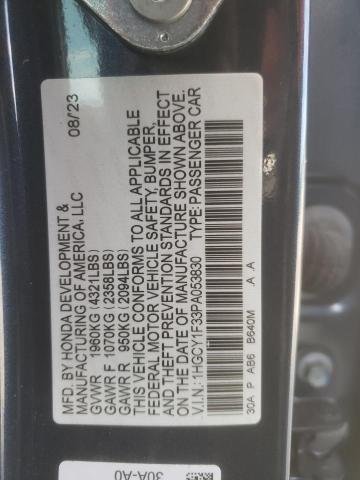 MFD. BY HONDA DEVELOPMENT & 08/23
MANUFACTURING OF AMERICA, LLC
GVWR 1960KG (4321LBS)
GAWR F 1070KG (2358LBS)
GAWR R 950KG (2094LBS)
THIS VEHICLE CONFORMS TO ALL APPLICABLE
FEDERAL MOTOR VEHICLE SAFETY, BUMPER,
AND THEFT PREVENTION STANDARDS IN EFFECT
ON THE DATE OF MANUFACTURE SHOWN ABOVE.
V.I.N.: 1HGCY1F33PA053830 TYPE: PASSENGER CAR
30A P AB6 B640M .A .A
30A-A0